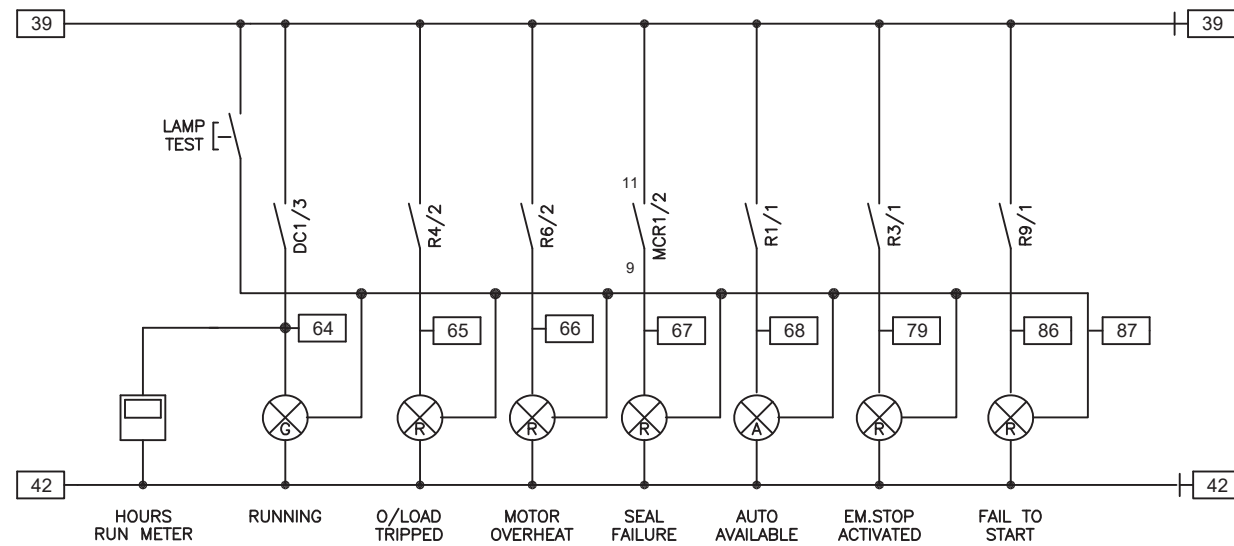 39
39
LAMP
TEST
DC1/3
R4/2
R6/2
11
MCR1/2
9
R1/1
R3/1
R9/1
64
65
66
67
68
79
86
87
G
R
R
R
A
R
R
42
42
HOURS
RUN METER
RUNNING
O/LOAD
TRIPPED
MOTOR
OVERHEAT
SEAL
FAILURE
AUTO
AVAILABLE
EM.STOP
ACTIVATED
FAIL TO
START